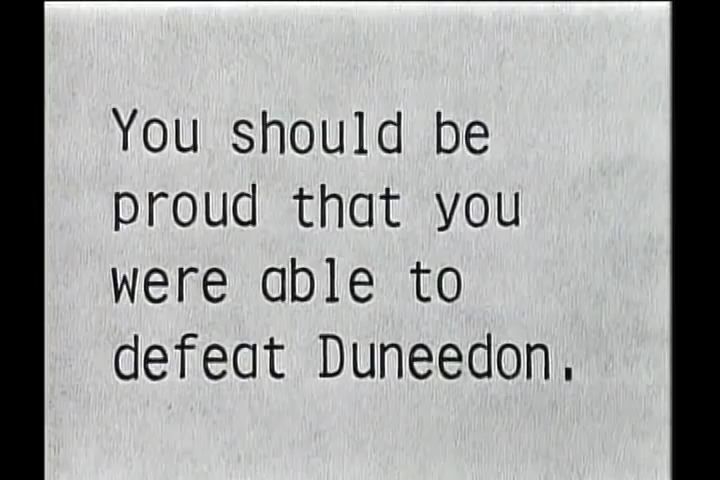 You should be
proud that you
were able to
defeat Duneedon.